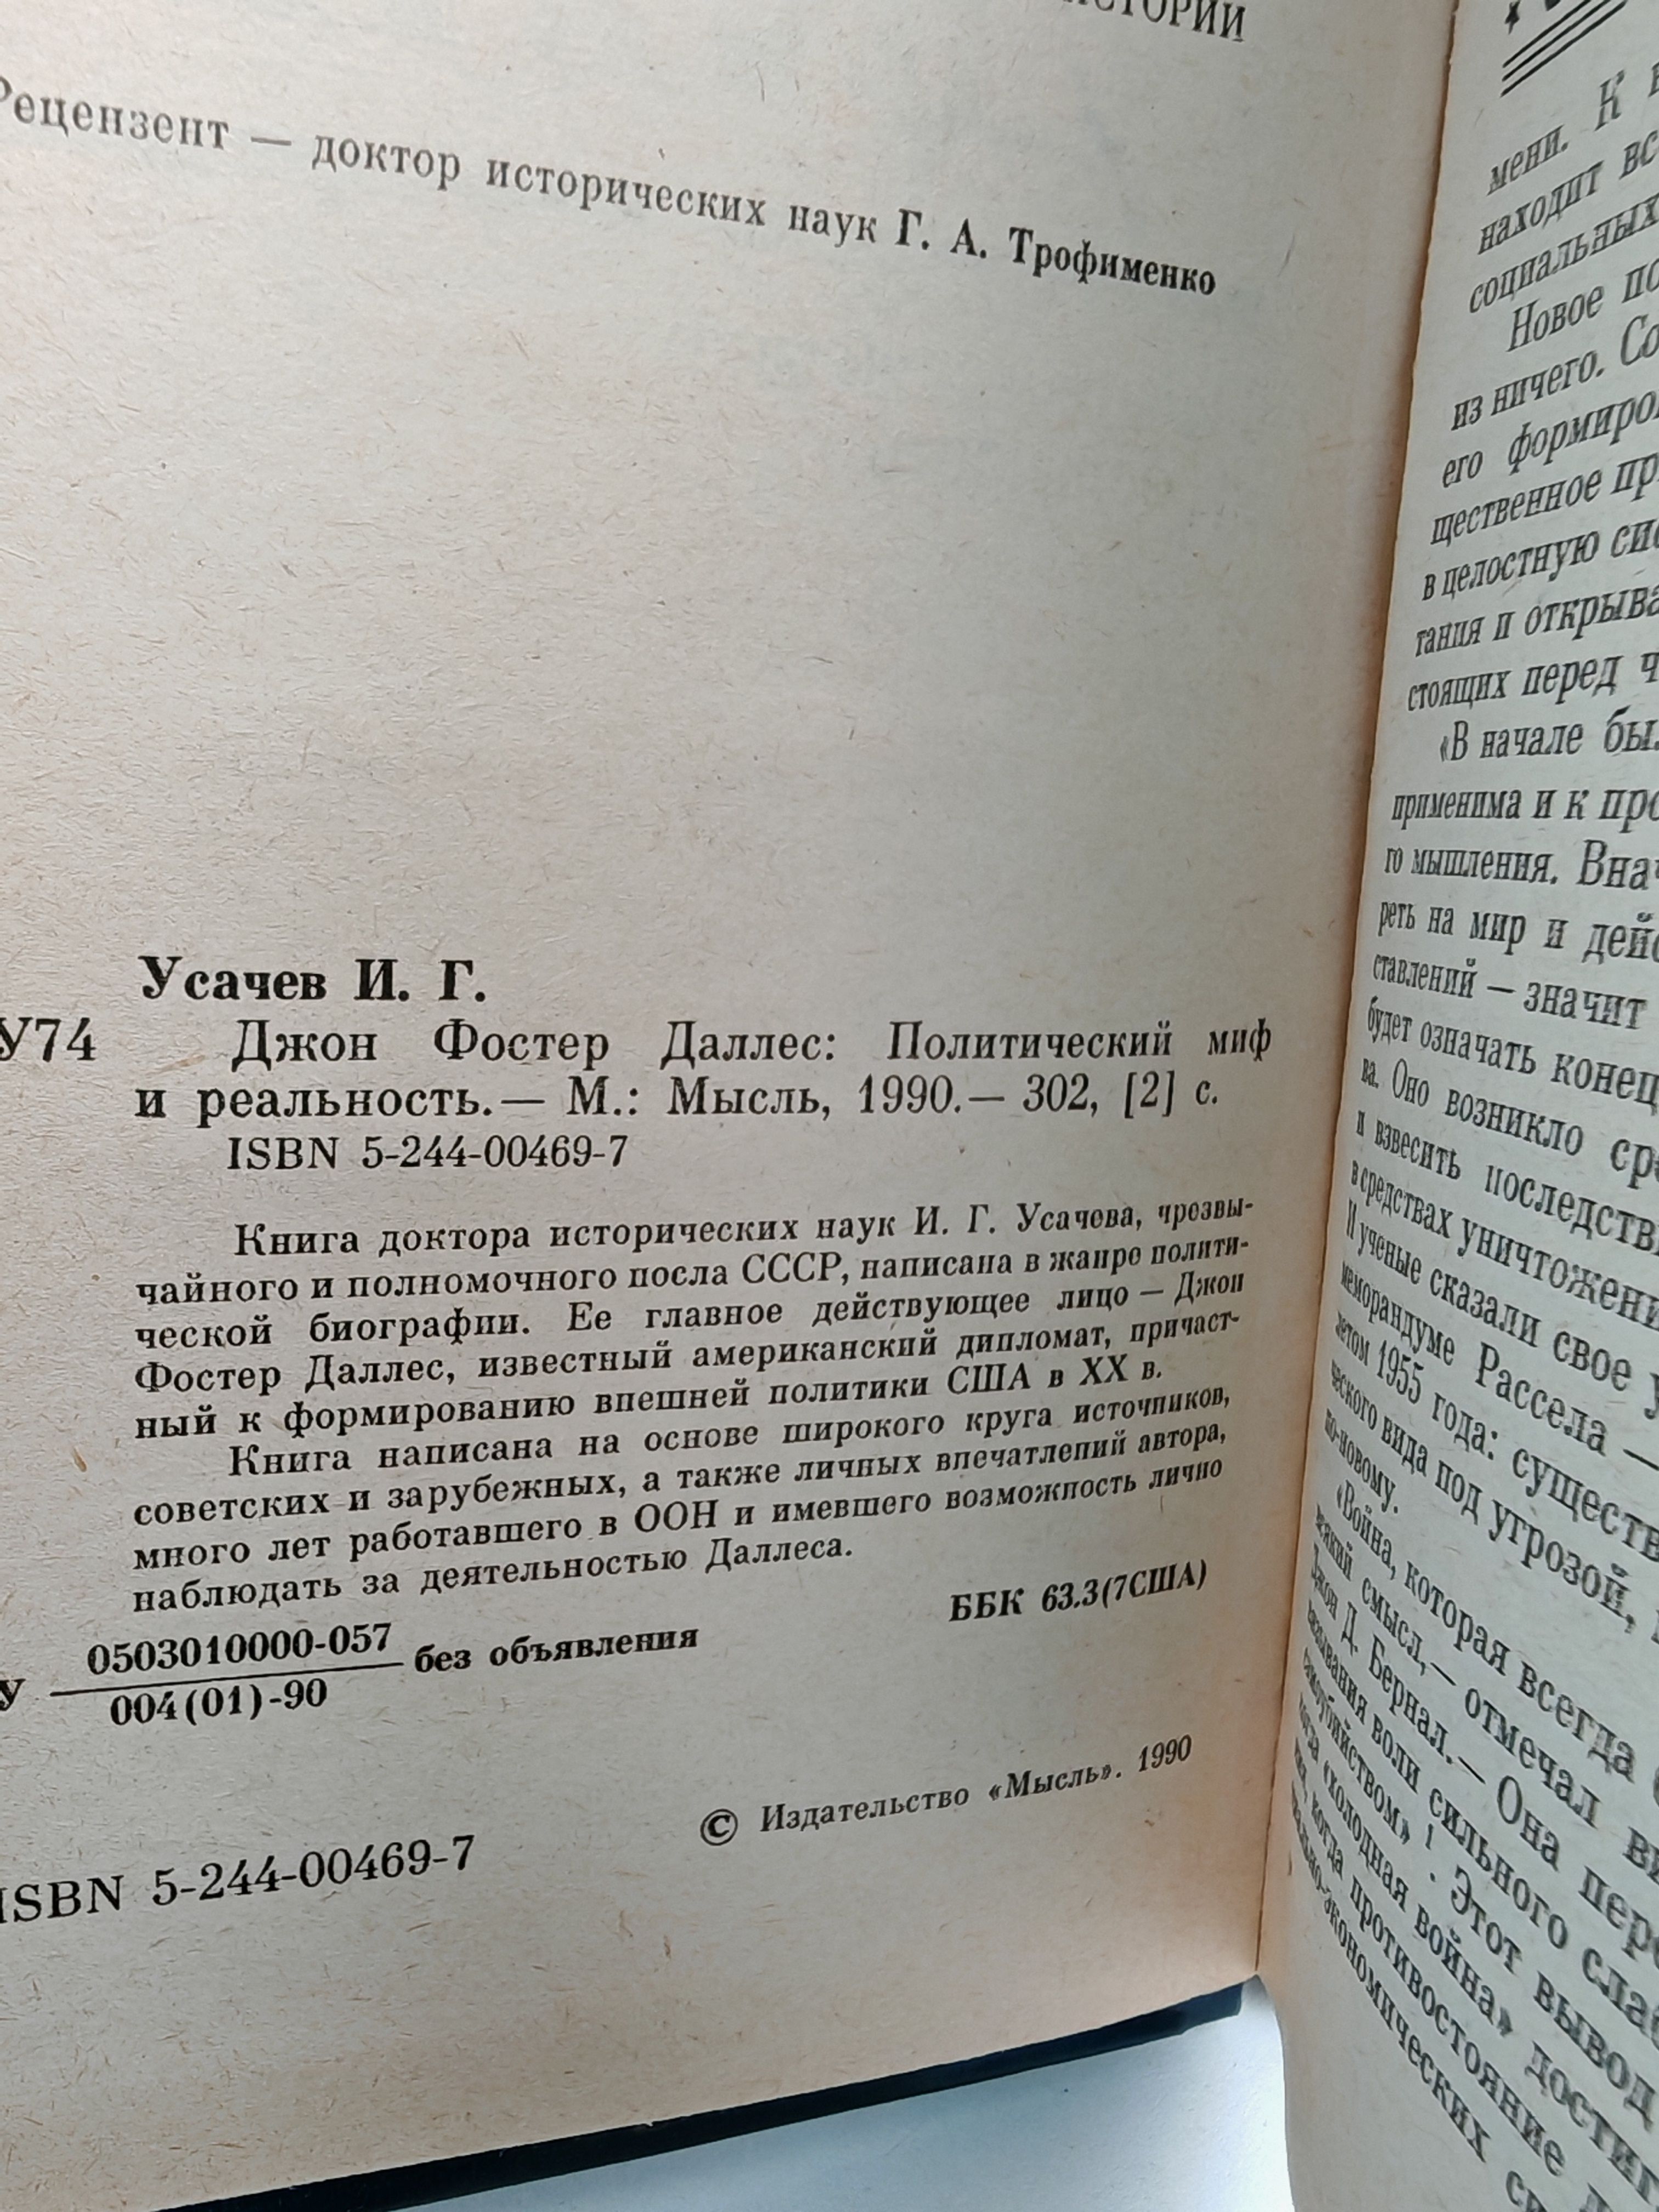 ИСТОРИИ
Рецензент — доктор исторических наук Г. А. Трофименко
Усачев И. Г.
У74 Джон Фостер Даллес: Политический миф
и реальность.— М.: Мысль, 1990.— 302, [2] с.
ISBN 5-244-00469-7
Книга доктора исторических наук И. Г. Усачева, чрезвы-
чайного и полномочного посла СССР, написана в жанре полити-
ческой биографии. Ее главное действующее лицо — Джон
Фостер Даллес, известный американский дипломат, причаст-
ный к формированию внешней политики США в XX в.
Книга написана на основе широкого круга источников,
советских и зарубежных, а также личных впечатлений автора,
много лет работавшего в ООН и имевшего возможность лично
наблюдать за деятельностью Даллеса.
У 0503010000-057 без объявления
004(01)-90
ББК 63.3(7США)
© Издательство «Мысль». 1990
ISBN 5-244-00469-7
мени. К
находит
социальных
Новое
из ничего.
его
щественное
в целостную
тания и
стоящих перед
«В начале
применима и к
го мышления.
реть на мир и
ставлений — значит
будет означать конец
ва. Оно возникло
и взвесить
в средствах
И ученые сказали свое
меморандуме Рассела —
летом 1955 года:
ческого вида под угрозой,
по-новому.
«Война, которая всегда
всякий смысл,— отмечал
Джон Д. Бернал.— Она
воли сильного
самоубийством» 1. Этот вывод
«холодная война»
когда противостояние